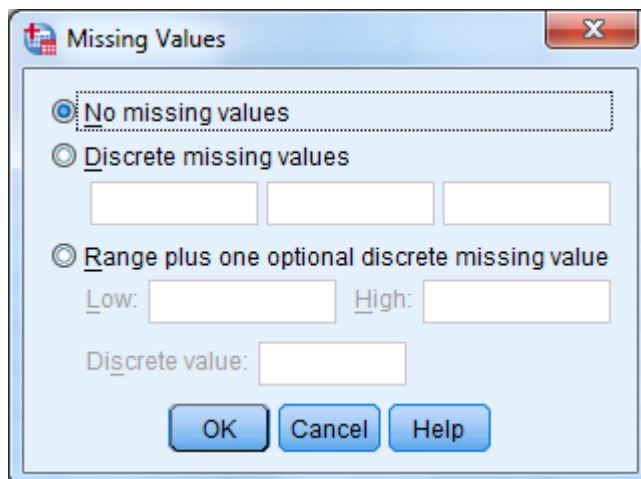 Missing Values
No missing values
Discrete missing values
Range plus one optional discrete missing value
Low: High:
Discrete value:
OK Cancel Help